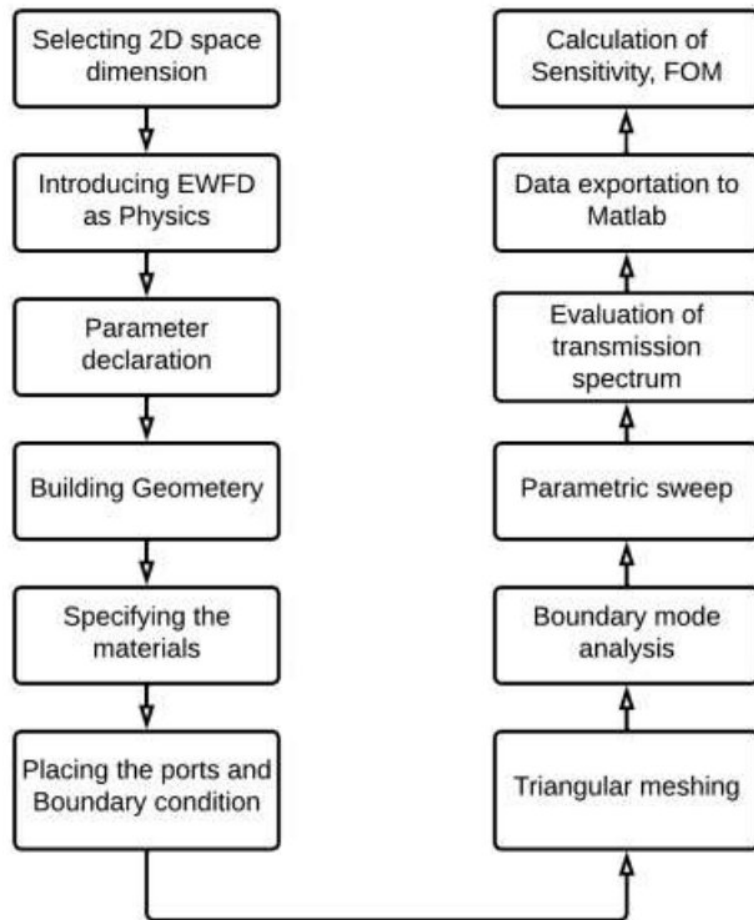 Selecting 2D space
dimension
Introducing EWFD
as Physics
Parameter
declaration
Building Geometery
Specifying the
materials
Placing the ports and
Boundary condition
Triangular meshing
Boundary mode
analysis
Parametric sweep
Evaluation of
transmission
spectrum
Data exportation to
Matlab
Calculation of
Sensitivity, FOM